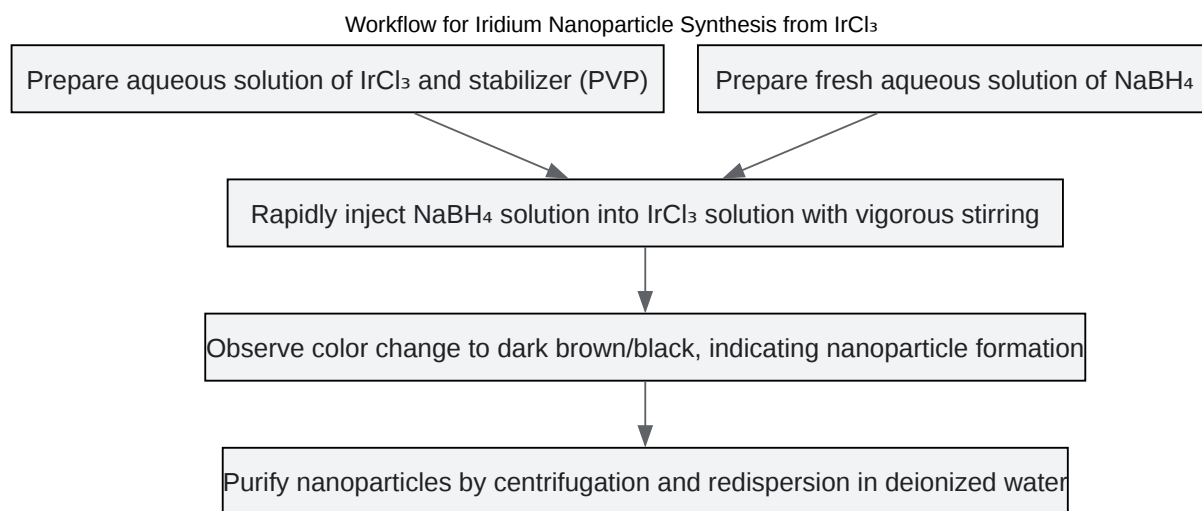 Workflow for Iridium Nanoparticle Synthesis from IrCl₃
Prepare aqueous solution of IrCl₃ and stabilizer (PVP)
Prepare fresh aqueous solution of NaBH₄
Rapidly inject NaBH₄ solution into IrCl₃ solution with vigorous stirring
Observe color change to dark brown/black, indicating nanoparticle formation
Purify nanoparticles by centrifugation and redispersion in deionized water